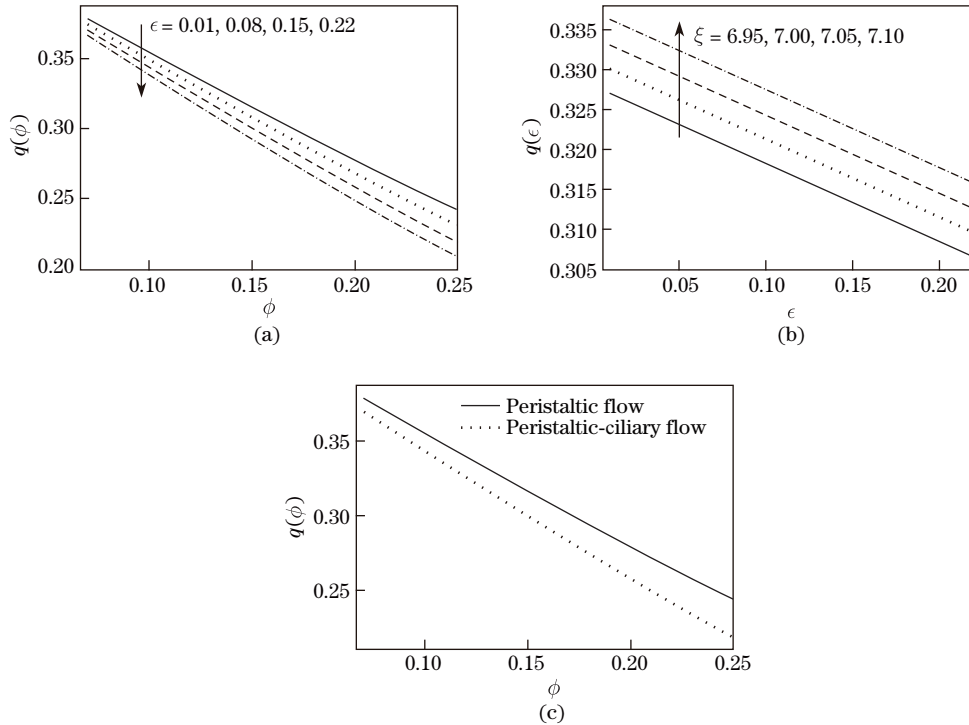 ϵ = 0.01, 0.08, 0.15, 0.22
0.35
0.30
0.25
0.20
q(ϕ)
0.10 0.15 0.20 0.25
ϕ
(a)
ξ = 6.95, 7.00, 7.05, 7.10
0.335
0.330
0.325
0.320
0.315
0.310
0.305
q(ϵ)
0.05 0.10 0.15 0.20
ϵ
(b)
Peristaltic flow
Peristaltic-ciliary flow
0.35
0.30
0.25
q(ϕ)
0.10 0.15 0.20 0.25
ϕ
(c)